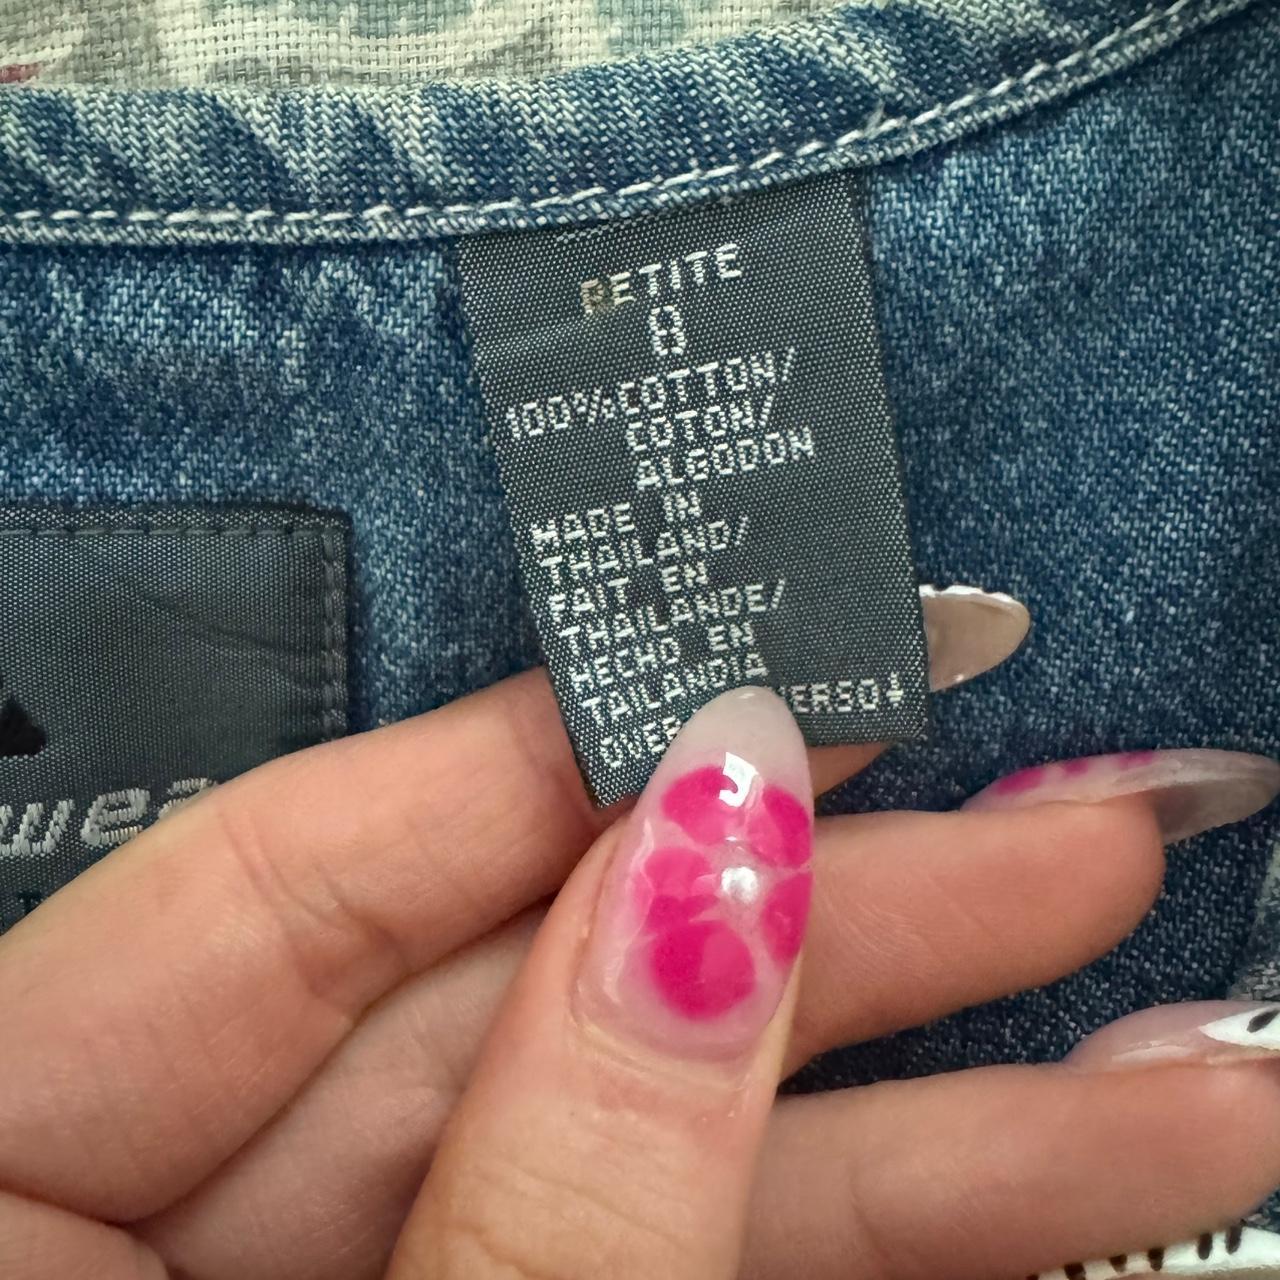 PETITE
8
100% COTTON/
COTON/
ALGODON
MADE IN
THAILAND/
FAIT EN
THAILANDE/
HECHO EN
TAILANDIA